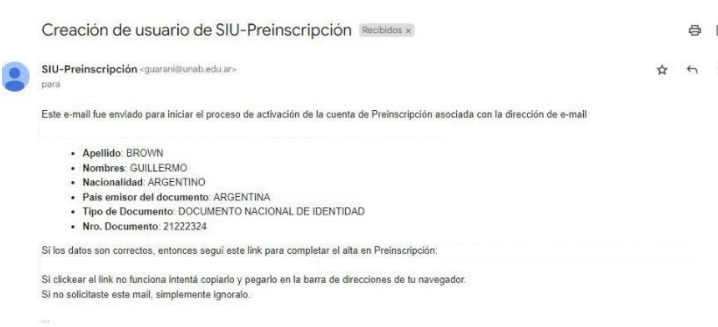 Creación de usuario de SIU-Preinscripción Recibidos x
SIU-Preinscripción <guarani@unab.edu.ar>
para
Este e-mail fue enviado para iniciar el proceso de activación de la cuenta de Preinscripción asociada con la dirección de e-mail
• Apellido: BROWN
• Nombres: GUILLERMO
• Nacionalidad: ARGENTINO
• Pais emisor del documento: ARGENTINA
• Tipo de Documento: DOCUMENTO NACIONAL DE IDENTIDAD
• Nro. Documento: 21222324
Si los datos son correctos, entonces seguí este link para completar el alta en Preinscripción:
Si clickear el link no funciona intentá copiarlo y pegarlo en la barra de direcciones de tu navegador.
Si no solicitaste este mail, simplemente ignoralo.
...